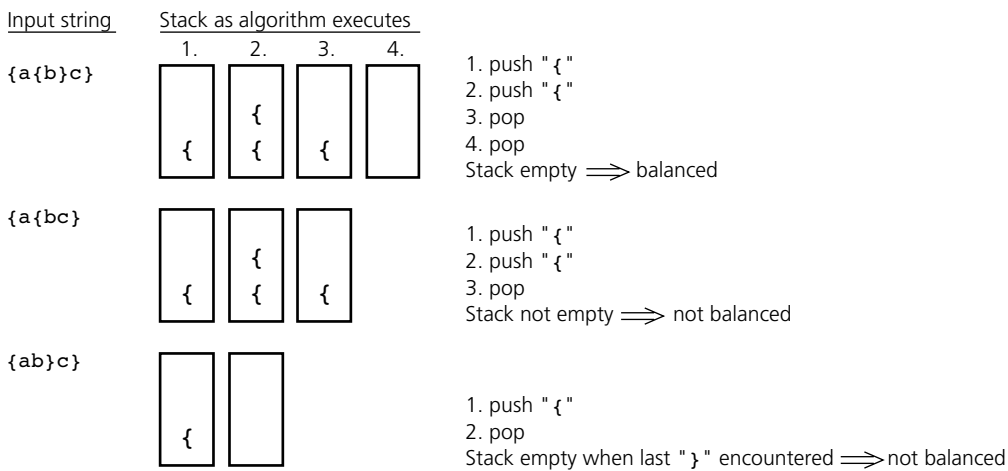 Input string Stack as algorithm executes
1. 2. 3. 4.
{a{b}c}
{
{ { {
1. push "{"
2. push "{"
3. pop
4. pop
Stack empty ⟹ balanced
{a{bc}
{
{ { {
1. push "{"
2. push "{"
3. pop
Stack not empty ⟹ not balanced
{ab}c}
{
1. push "{"
2. pop
Stack empty when last "}" encountered ⟹ not balanced